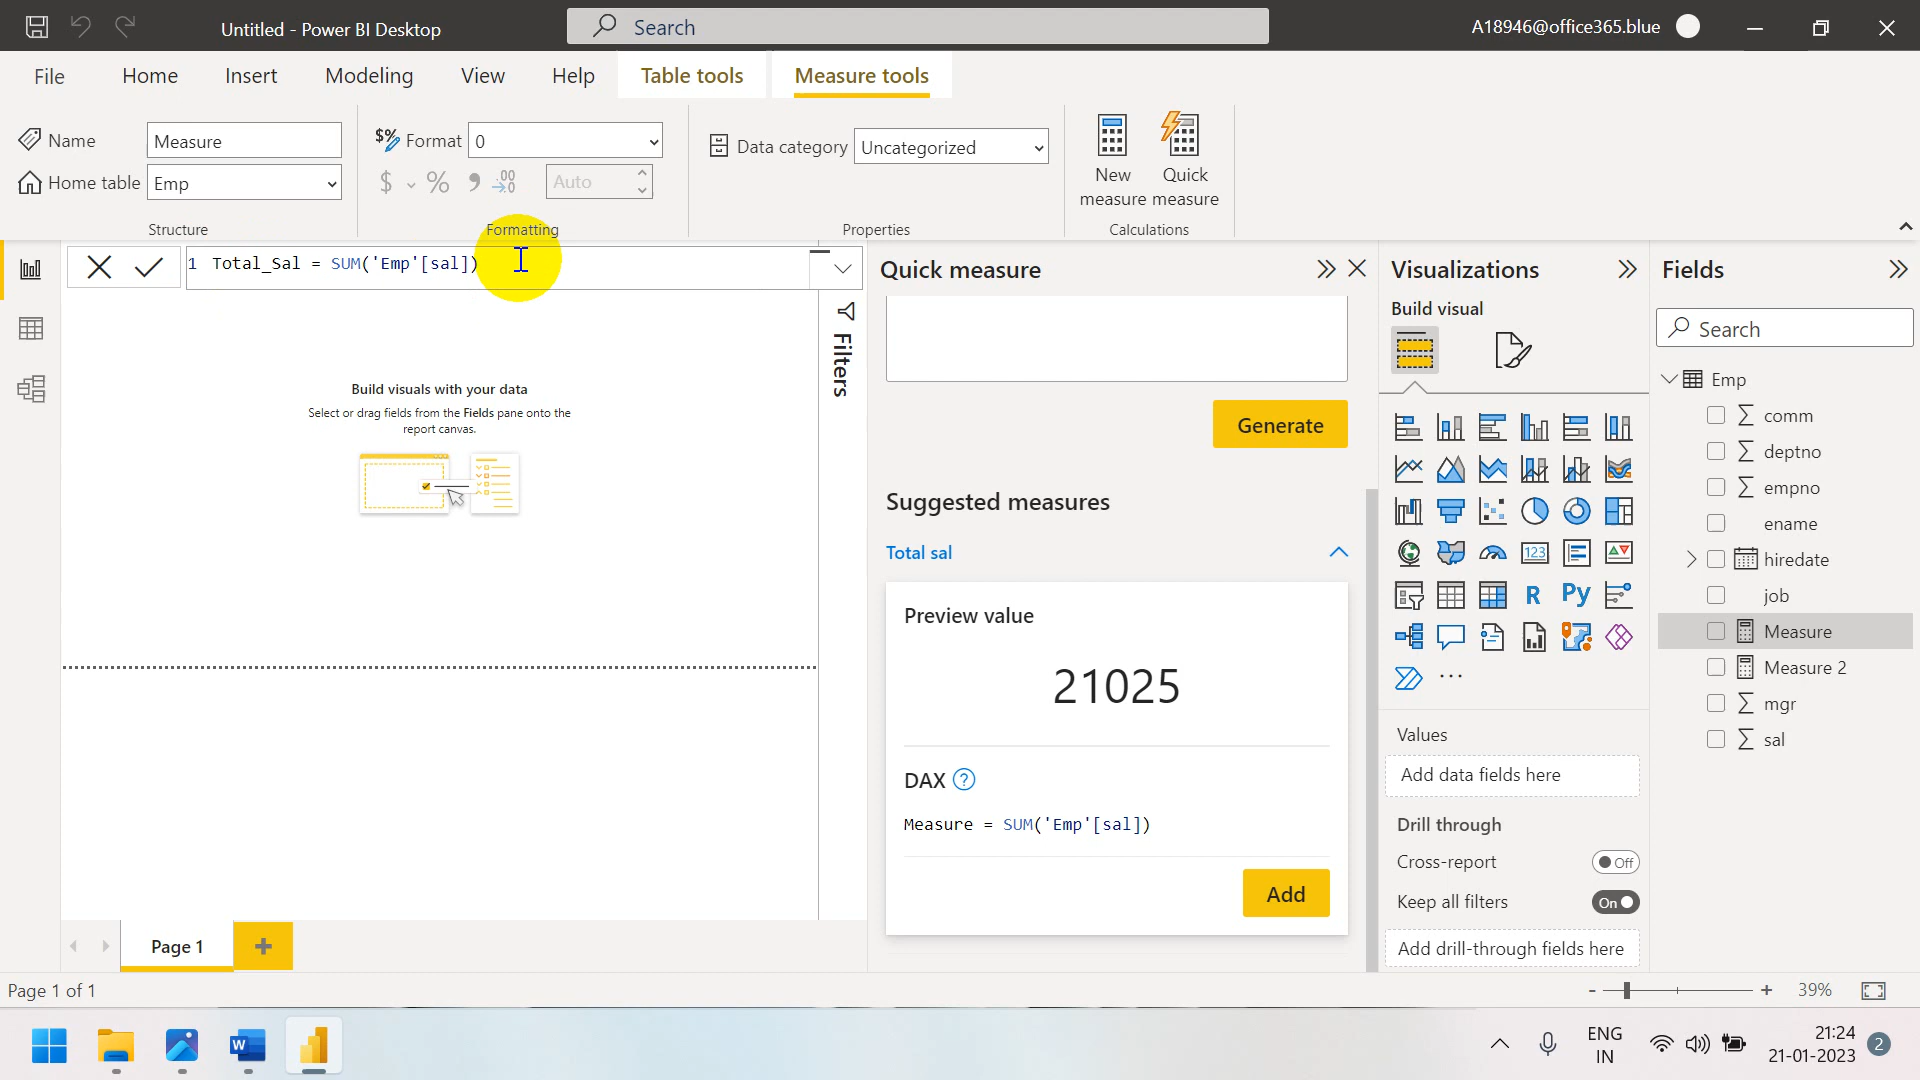 Untitled - Power BI Desktop
Search
A18946@office365.blue
File
Home
Insert
Modeling
View
Help
Table tools
Measure tools
Name
Measure
Home table
Emp
Structure
$%
Format
0
$
%
Auto
Formatting
Data category
Uncategorized
Properties
New
measure
Quick
measure
Calculations
1 Total_Sal = SUM('Emp'[sal])
Build visuals with your data
Select or drag fields from the Fields pane onto the
report canvas.
Filters
Quick measure
Generate
Suggested measures
Total sal
Preview value
21025
DAX
?
Measure = SUM('Emp'[sal])
Add
Visualizations
Build visual
123
R
Py
...
Values
Add data fields here
Drill through
Cross-report
Off
Keep all filters
On
Add drill-through fields here
Fields
Search
Emp
comm
deptno
empno
ename
hiredate
job
Measure
Measure 2
mgr
sal
Page 1
+
Page 1 of 1
-
+
39%
W
ENG
IN
21:24
21-01-2023
2